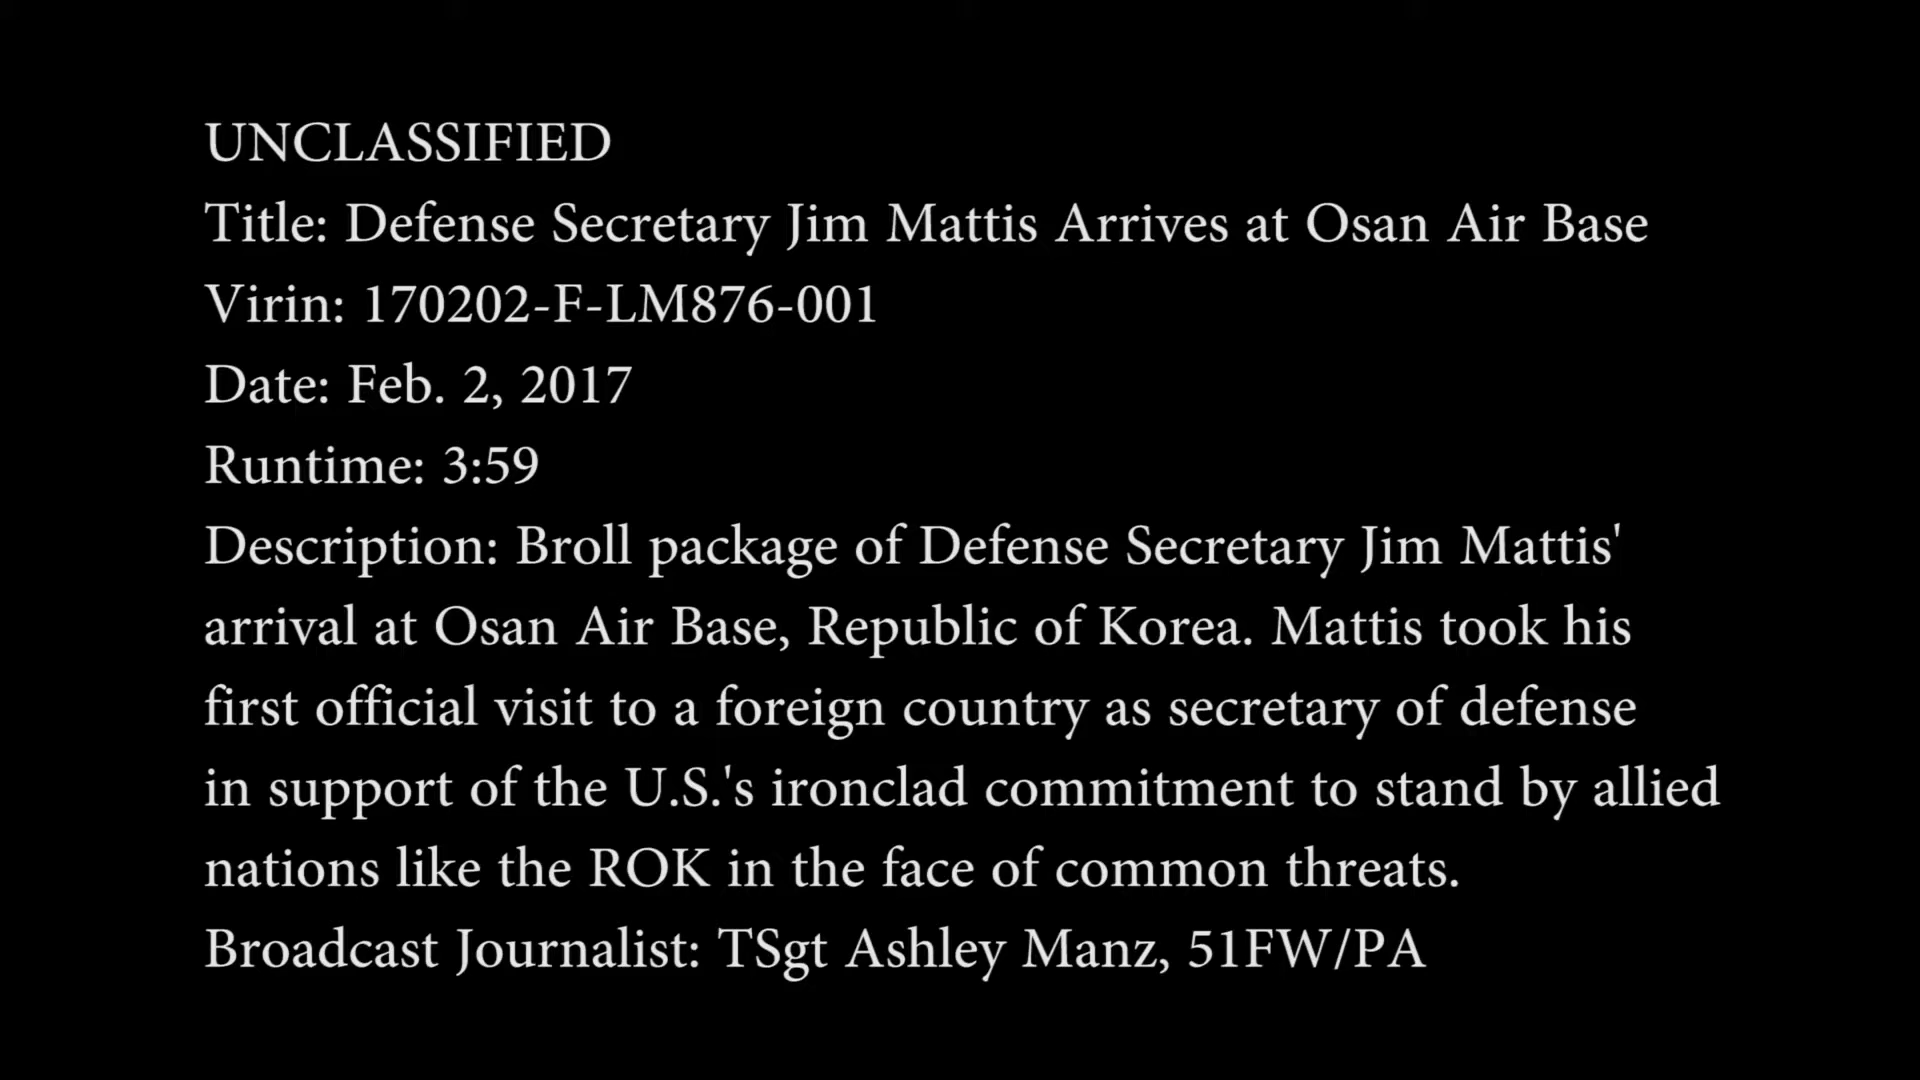 UNCLASSIFIED
Title: Defense Secretary Jim Mattis Arrives at Osan Air Base
Virin: 170202-F-LM876-001
Date: Feb. 2, 2017
Runtime: 3:59
Description: Broll package of Defense Secretary Jim Mattis'
arrival at Osan Air Base, Republic of Korea. Mattis took his
first official visit to a foreign country as secretary of defense
in support of the U.S.'s ironclad commitment to stand by allied
nations like the ROK in the face of common threats.
Broadcast Journalist: TSgt Ashley Manz, 51FW/PA